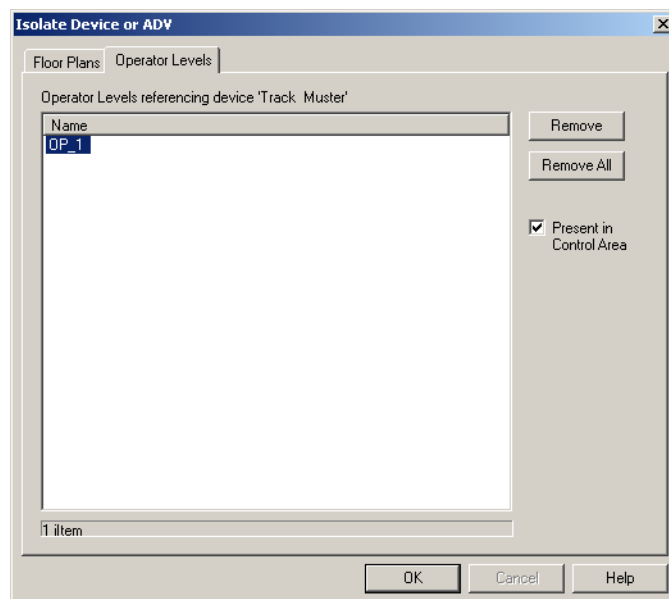 Isolate Device or ADV
Floor Plans Operator Levels
Operator Levels referencing device 'Track Muster'
Name
OP_1
Remove
Remove All
Present in
Control Area
1 iItem
OK Cancel Help